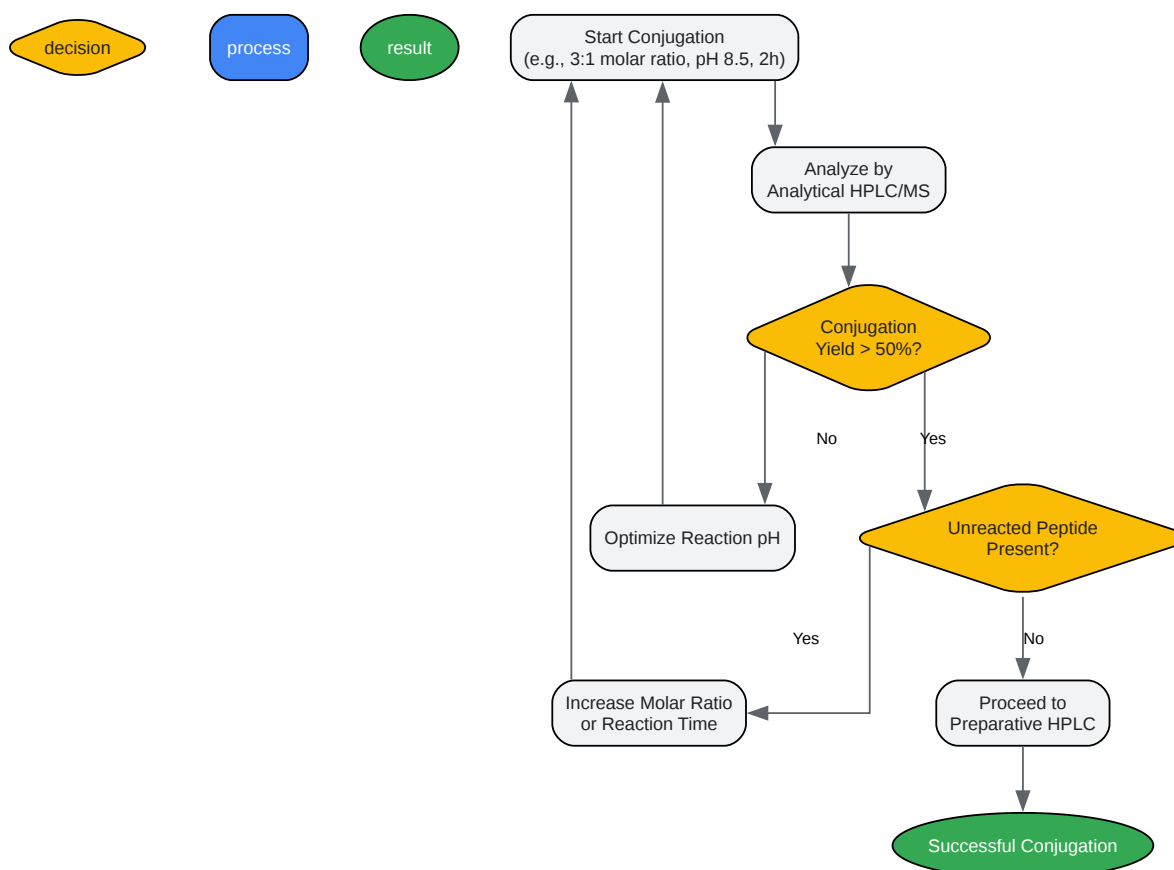 decision
process
result
Start Conjugation
(e.g., 3:1 molar ratio, pH 8.5, 2h)
Analyze by
Analytical HPLC/MS
Conjugation
Yield > 50%?
No
Yes
Optimize Reaction pH
Unreacted Peptide
Present?
Yes
No
Increase Molar Ratio
or Reaction Time
Proceed to
Preparative HPLC
Successful Conjugation